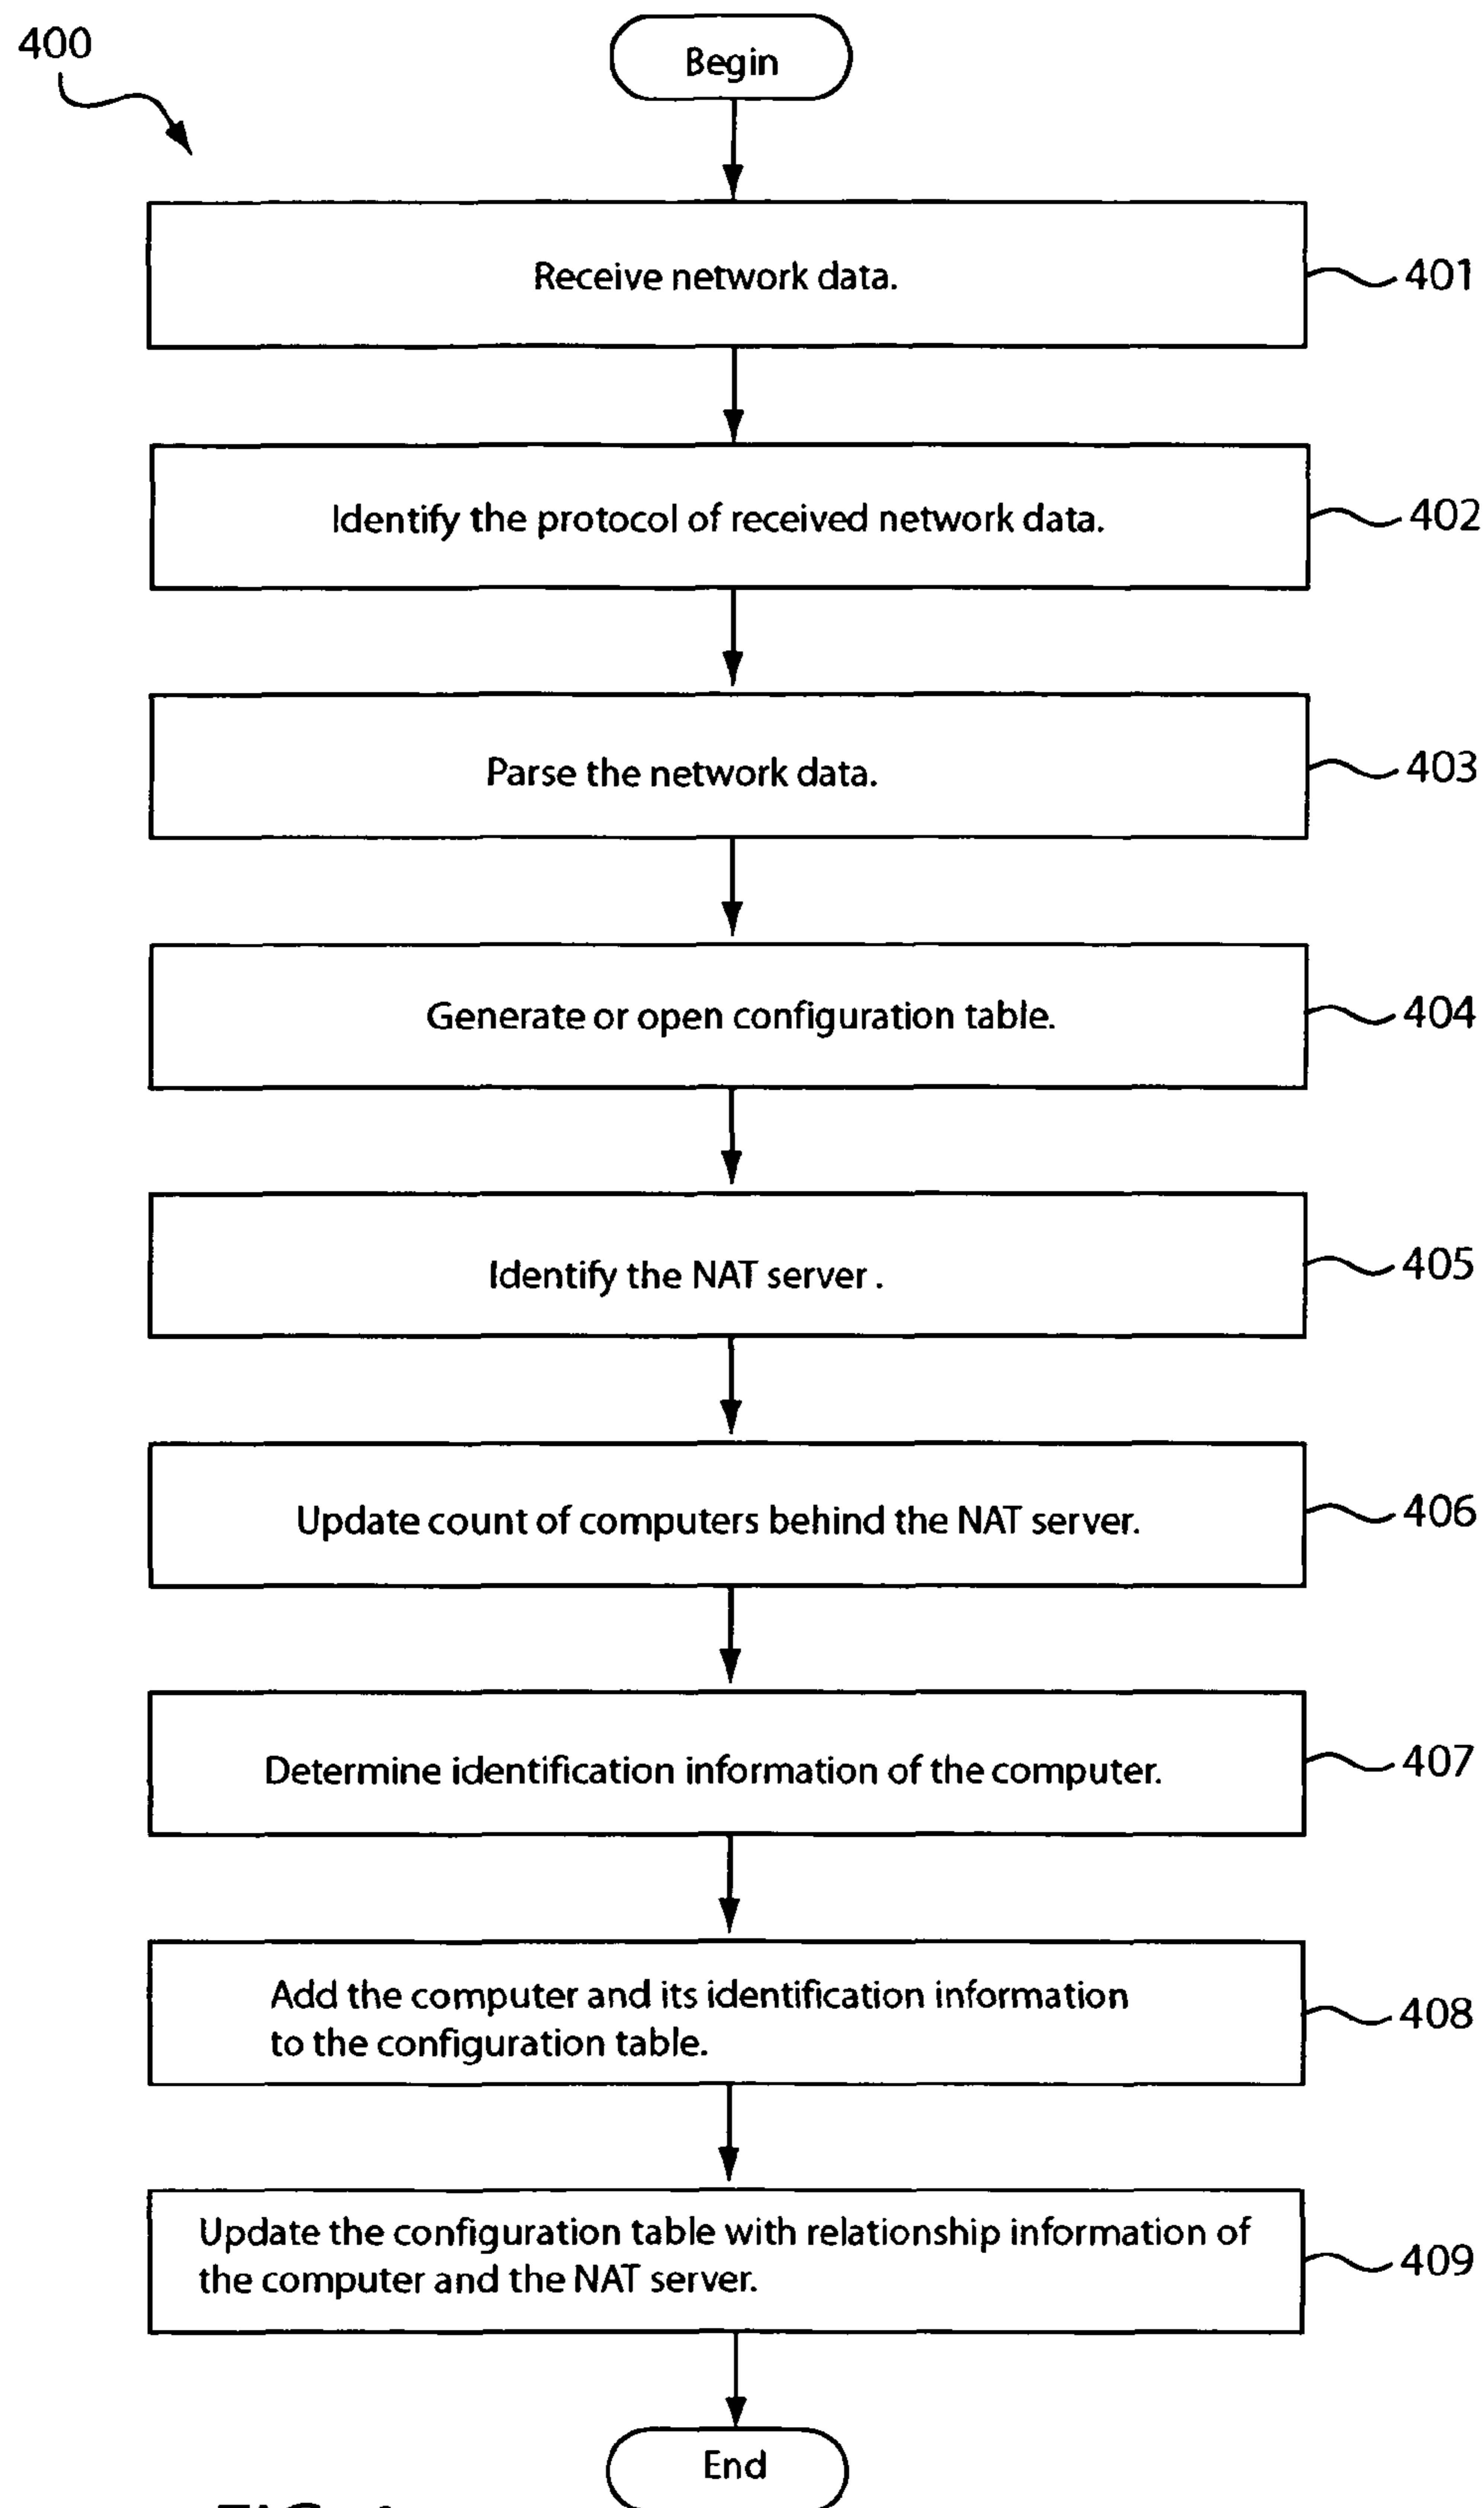 400
Begin
Receive network data.
401
Identify the protocol of received network data.
402
Parse the network data.
403
Generate or open configuration table.
404
Identify the NAT server .
405
Update count of computers behind the NAT server.
406
Determine identification information of the computer.
407
Add the computer and its identification information
to the configuration table.
408
Update the configuration table with relationship information of
the computer and the NAT server.
409
End